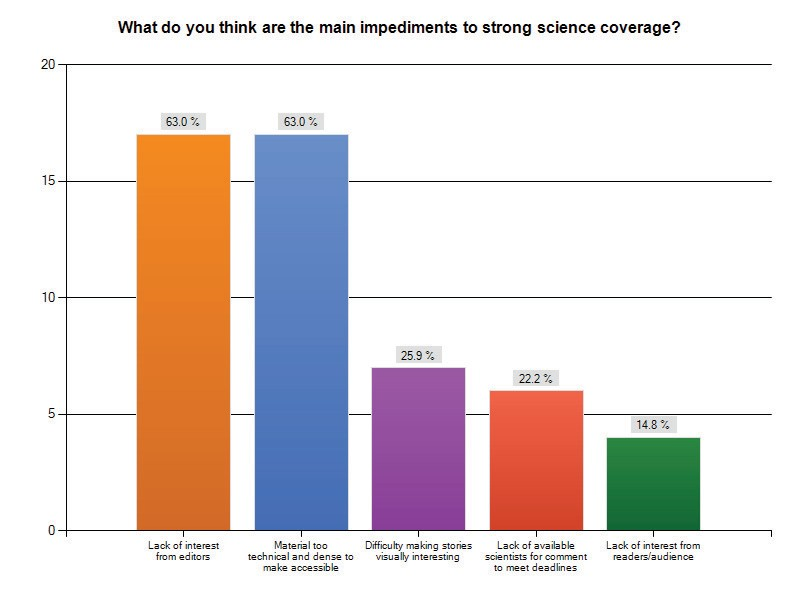 What do you think are the main impediments to strong science coverage?
20
15
10
5
0
63.0 %
63.0 %
25.9 %
22.2 %
14.8 %
Lack of interest
from editors
Material too
technical and dense to
make accessible
Difficulty making stories
visually interesting
Lack of available
scientists for comment
to meet deadlines
Lack of interest from
readers/audience